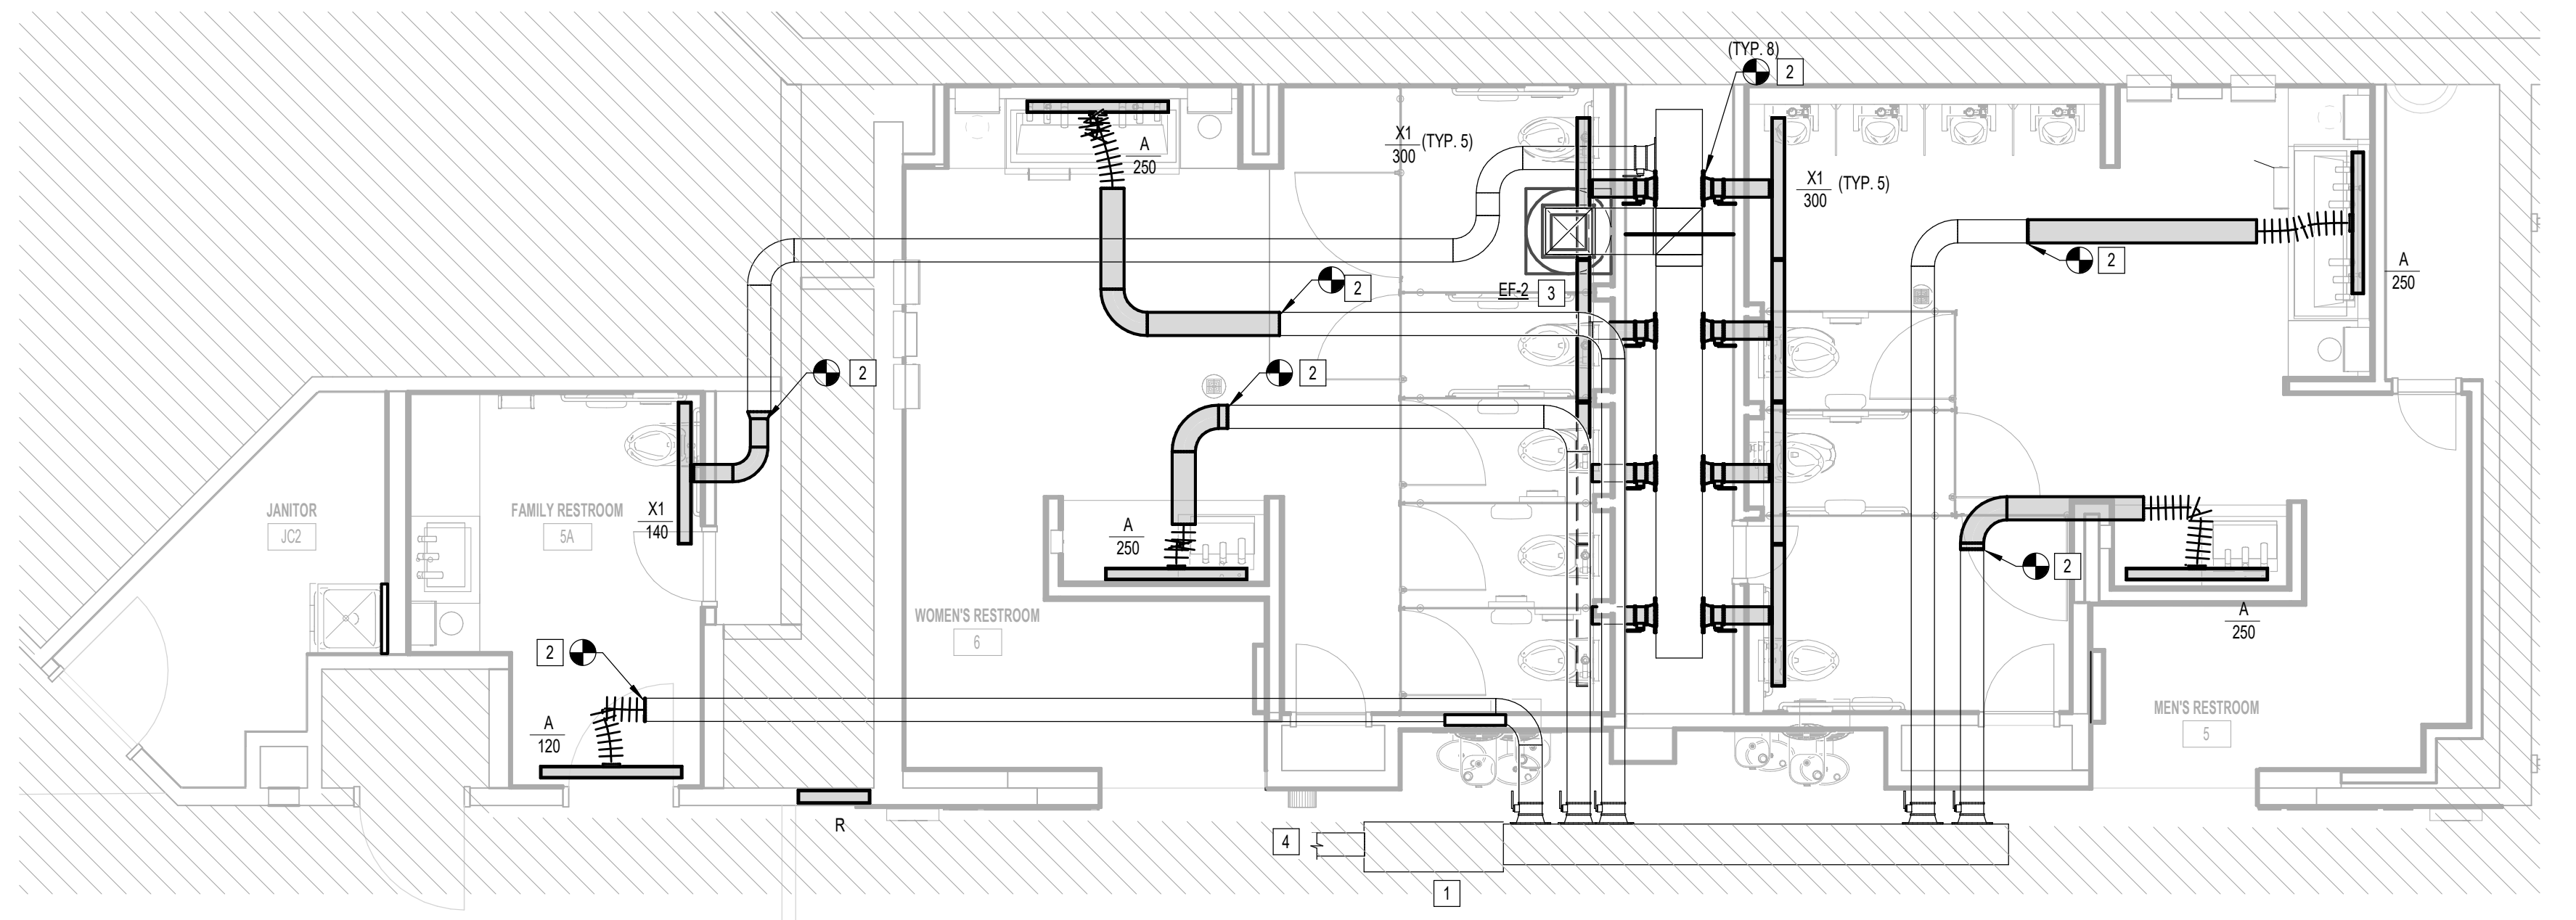 (TYP. 8)
2
A
250
X1 (TYP. 5)
300
X1 (TYP. 5)
300
2
A
250
2
EF-2 3
2
2
JANITOR
JC2
FAMILY RESTROOM
5A
X1
140
A
250
2
WOMEN'S RESTROOM
6
A
250
2
A
120
MEN'S RESTROOM
5
R
4
1